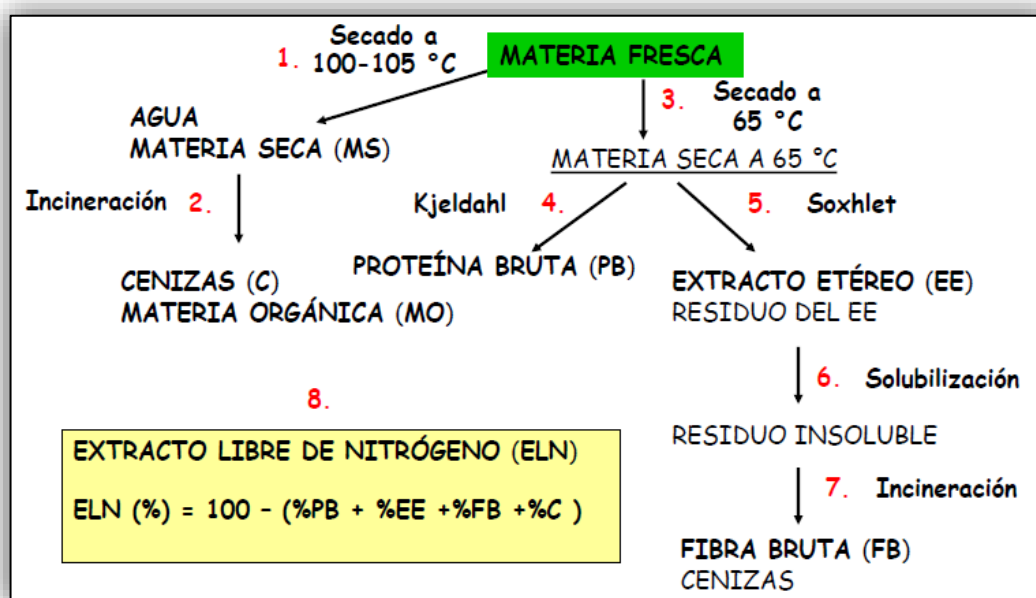 1. Secado a
100-105 °C
MATERIA FRESCA
3. Secado a
65 °C
AGUA
MATERIA SECA (MS)
MATERIA SECA A 65 °C
Incineración 2.
Kjeldahl 4.
5. Soxhlet
CENIZAS (C)
MATERIA ORGÁNICA (MO)
PROTEÍNA BRUTA (PB)
EXTRACTO ETÉREO (EE)
RESIDUO DEL EE
6. Solubilización
RESIDUO INSOLUBLE
7. Incineración
FIBRA BRUTA (FB)
CENIZAS
8.
EXTRACTO LIBRE DE NITRÓGENO (ELN)
ELN (%) = 100 - (%PB + %EE +%FB +%C )